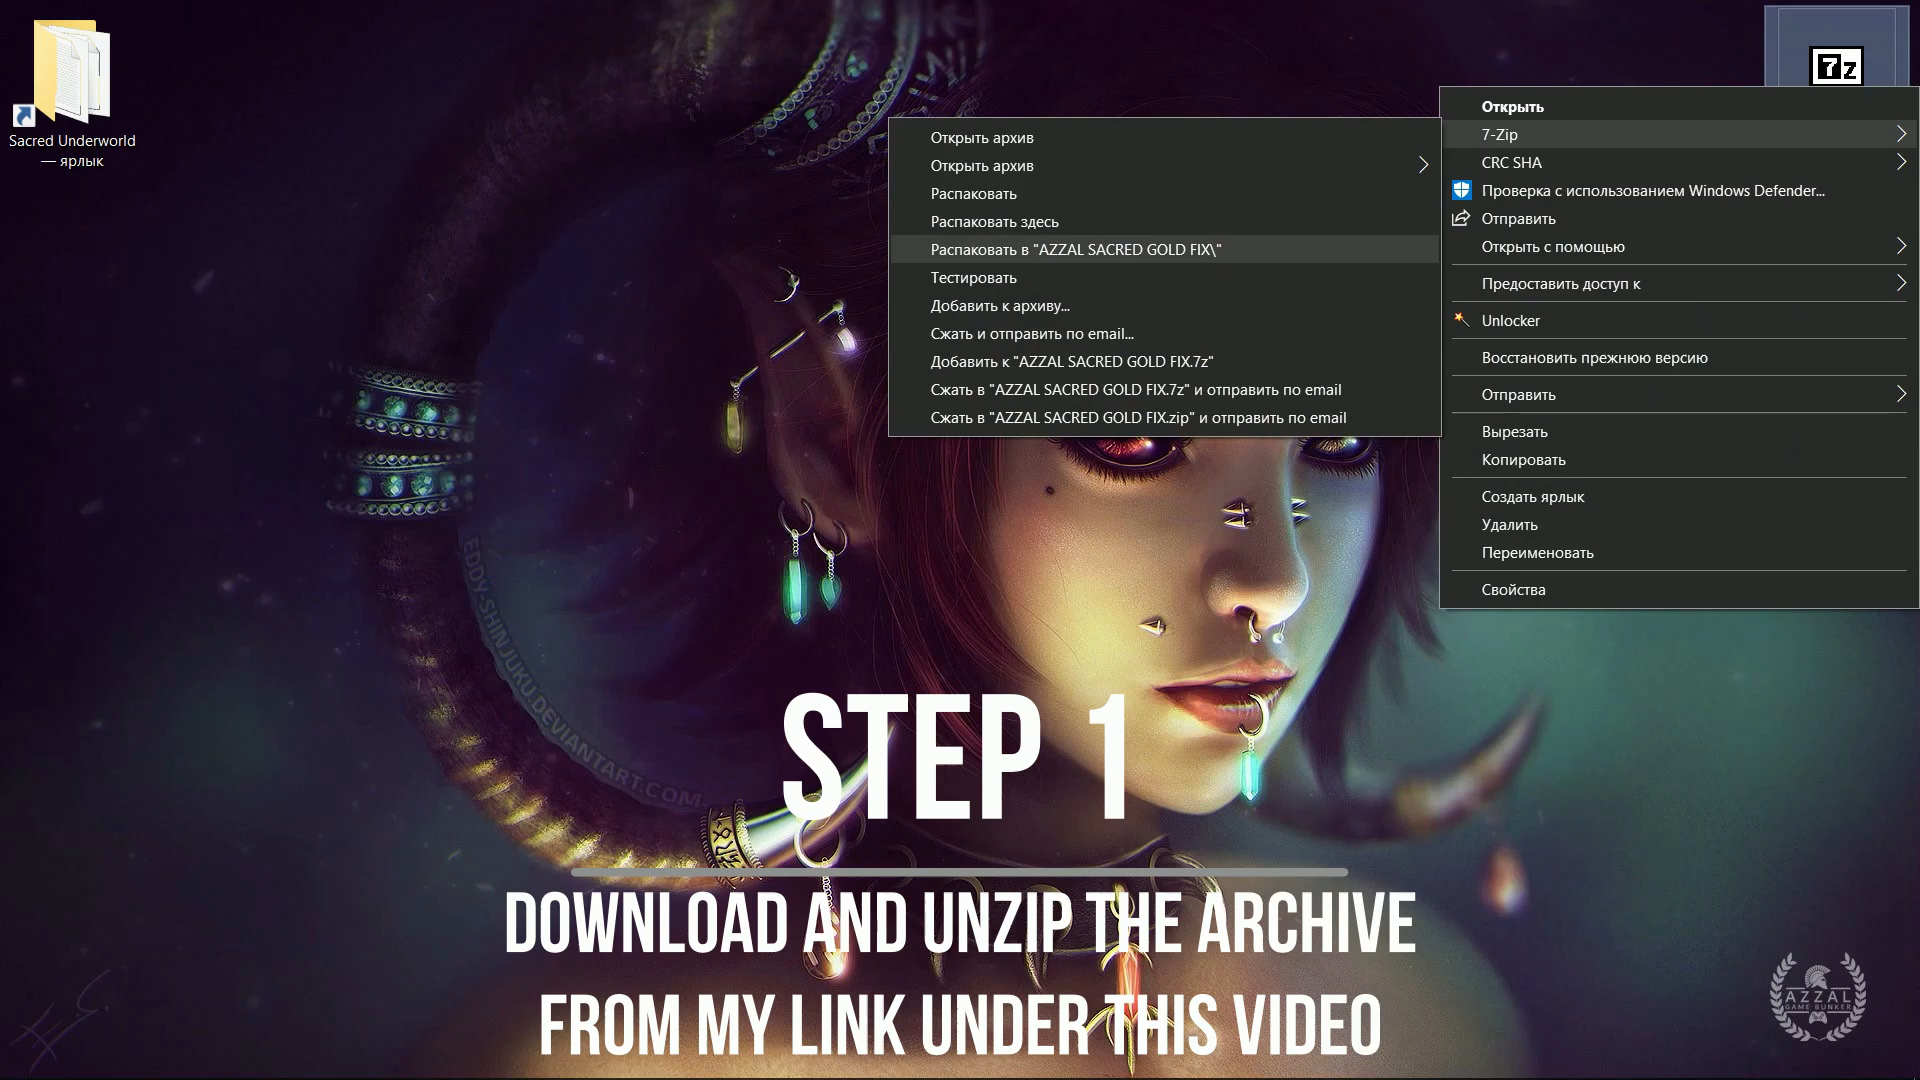 Sacred Underworld
— ярлык
7z
Открыть
7-Zip
CRC SHA
Проверка с использованием Windows Defender...
Отправить
Открыть с помощью
Предоставить доступ к
Unlocker
Восстановить прежнюю версию
Отправить
Вырезать
Копировать
Создать ярлык
Удалить
Переименовать
Свойства
Открыть архив
Открыть архив
Распаковать
Распаковать здесь
Распаковать в "AZZAL SACRED GOLD FIX\"
Тестировать
Добавить к архиву...
Сжать и отправить по email...
Добавить к "AZZAL SACRED GOLD FIX.7z"
Сжать в "AZZAL SACRED GOLD FIX.7z" и отправить по email
Сжать в "AZZAL SACRED GOLD FIX.zip" и отправить по email
EDDY-SHINJUKU.DEVIANTART.COM
STEP 1
DOWNLOAD AND UNZIP THE ARCHIVE
FROM MY LINK UNDER THIS VIDEO
AZZAL
GAME BUNKER